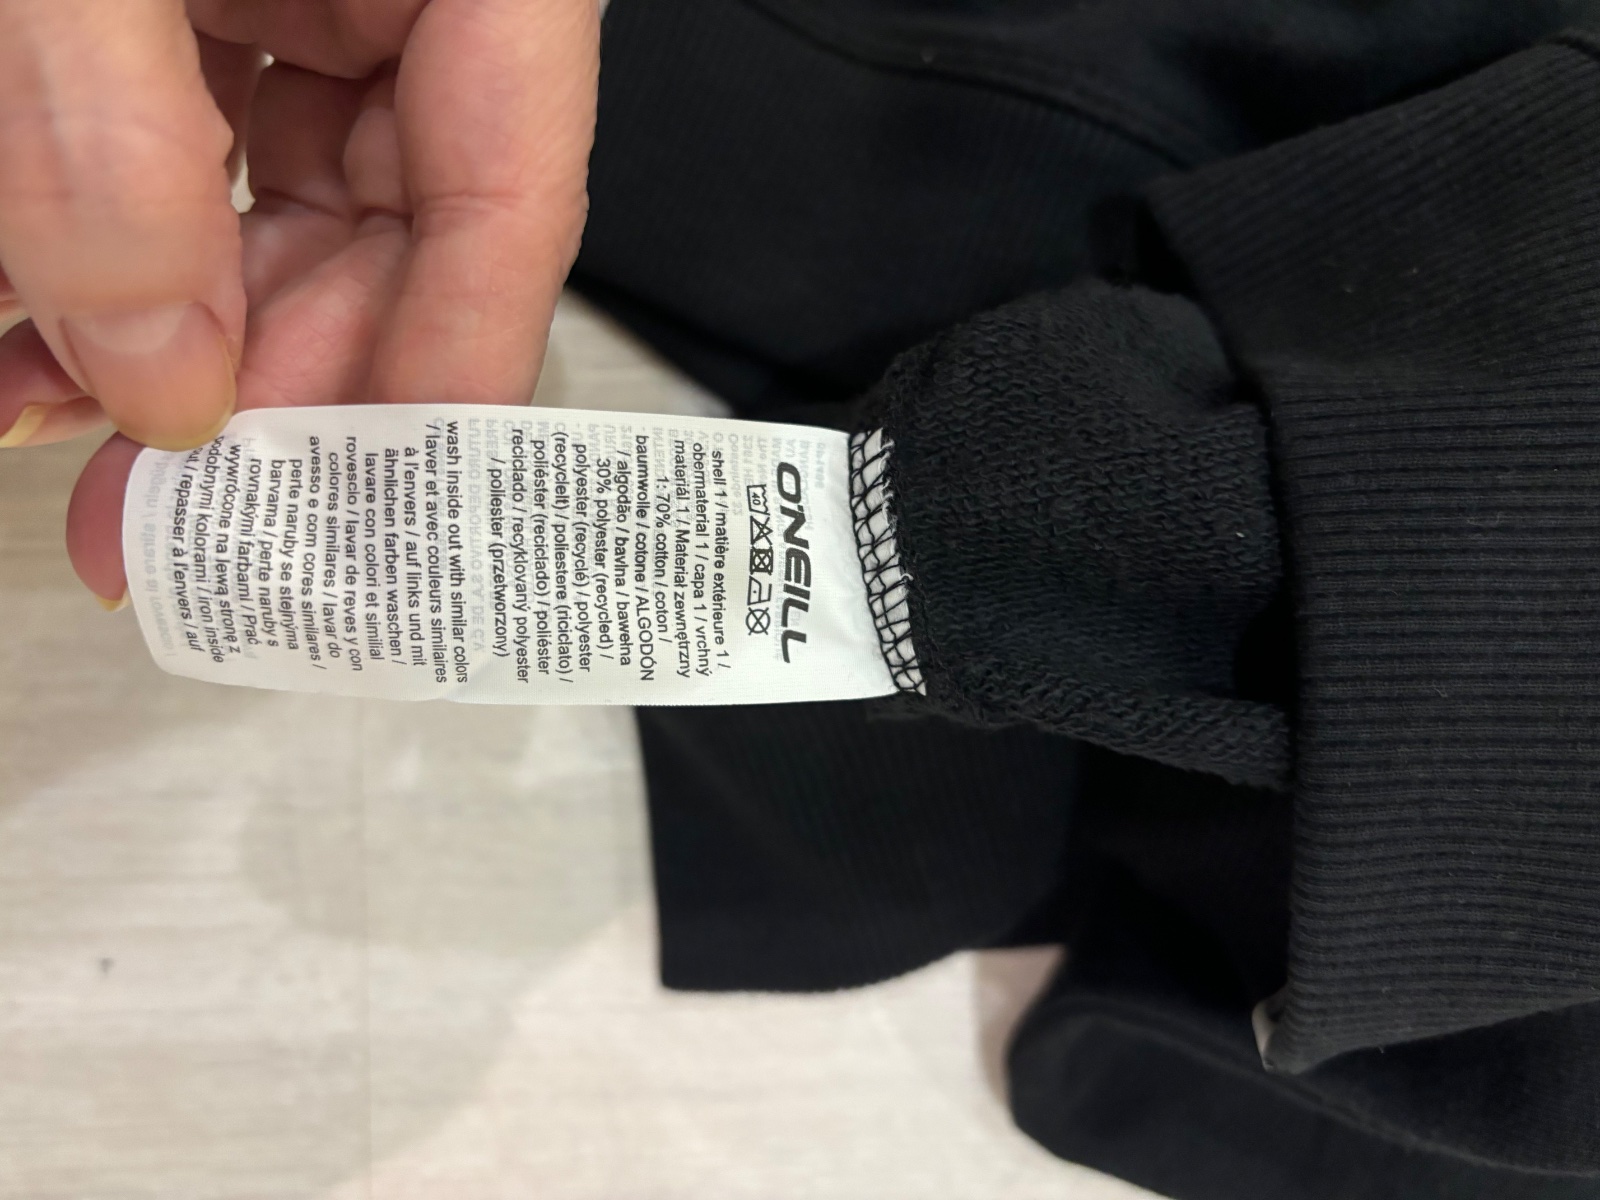 O'NEILL
40
shell 1 / matière extérieure 1 /
obermaterial 1 / capa 1 / vrchný
materiál 1 / Materiał zewnętrzny
1: 70% cotton / coton /
baumwolle / cotone / ALGODÓN
/ algodão / bavlna / bawełna
30% polyester (recycled) /
polyester (recyclé) / polyester
(recycelt) / poliestere (riciclato) /
poliéster (reciclado) / poliéster
reciclado / recyklovaný polyester
/ poliester (przetworzony)
wash inside out with similar colors
/ laver et avec couleurs similaires
à l'envers / auf links und mit
ähnlichen farben waschen /
lavare con colori et similial
rovescio / lavar de reves y con
colores similares / lavar do
avesso e com cores similares /
perte naruby se stejnýma
barvama / perte naruby s
rovnakými farbami / Prać
wywrócone na lewą stronę z
podobnymi kolorami / iron inside
/ repasser à l'envers / auf